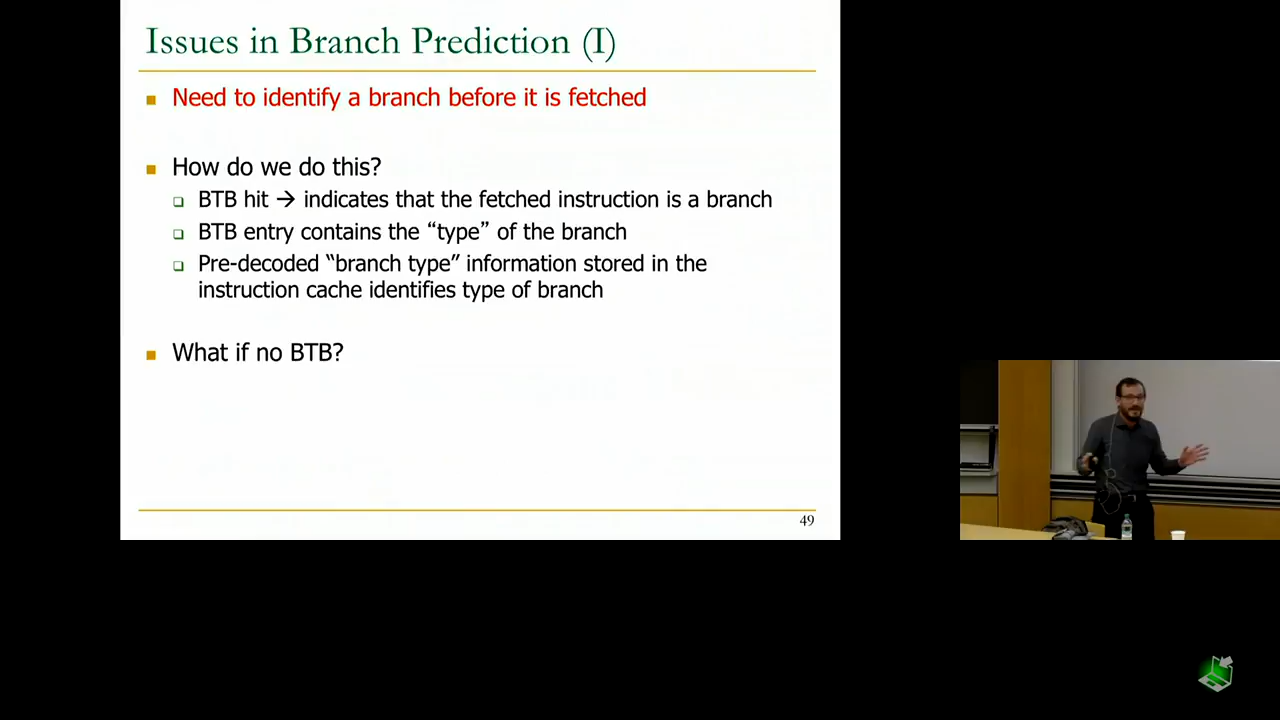 Issues in Branch Prediction (I)
Need to identify a branch before it is fetched
How do we do this?
BTB hit → indicates that the fetched instruction is a branch
BTB entry contains the “type” of the branch
Pre-decoded “branch type” information stored in the
instruction cache identifies type of branch
What if no BTB?
49